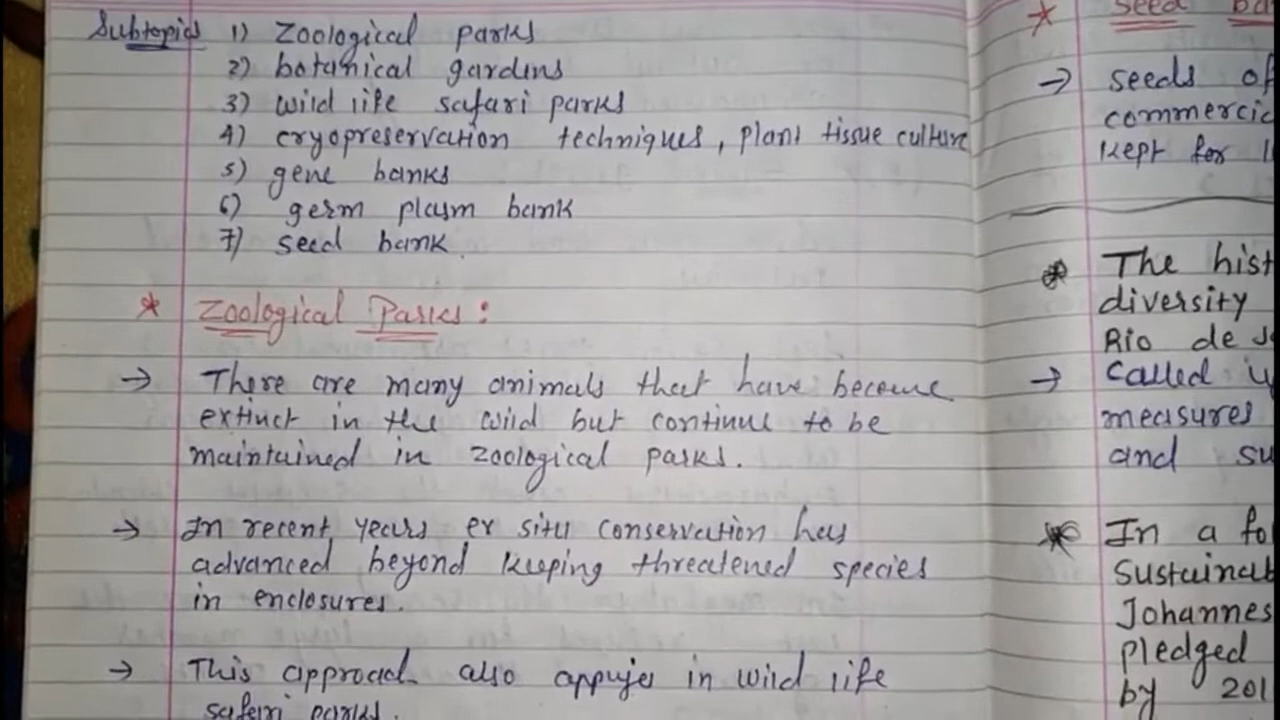 Subtopics 1) Zoological parks
2) botanical gardens
3) wild life safari parks
4) cryopreservation techniques, plant tissue culture
5) gene banks
6) germ plasm bank
7) seed bank.
* Zoological Parks:
→ There are many animals that have become
extinct in the wild but continue to be
maintained in zoological parks.
→ In recent years ex situ conservation has
advanced beyond keeping threatened species
in enclosures.
→ This approach also applies in wild life
safari parks.
* Seed
→ seeds of
kept for
* The hist
diversity
Rio de
→ called
measures
and su
* In a fo
sustainab
Johannes
pledged
by 201